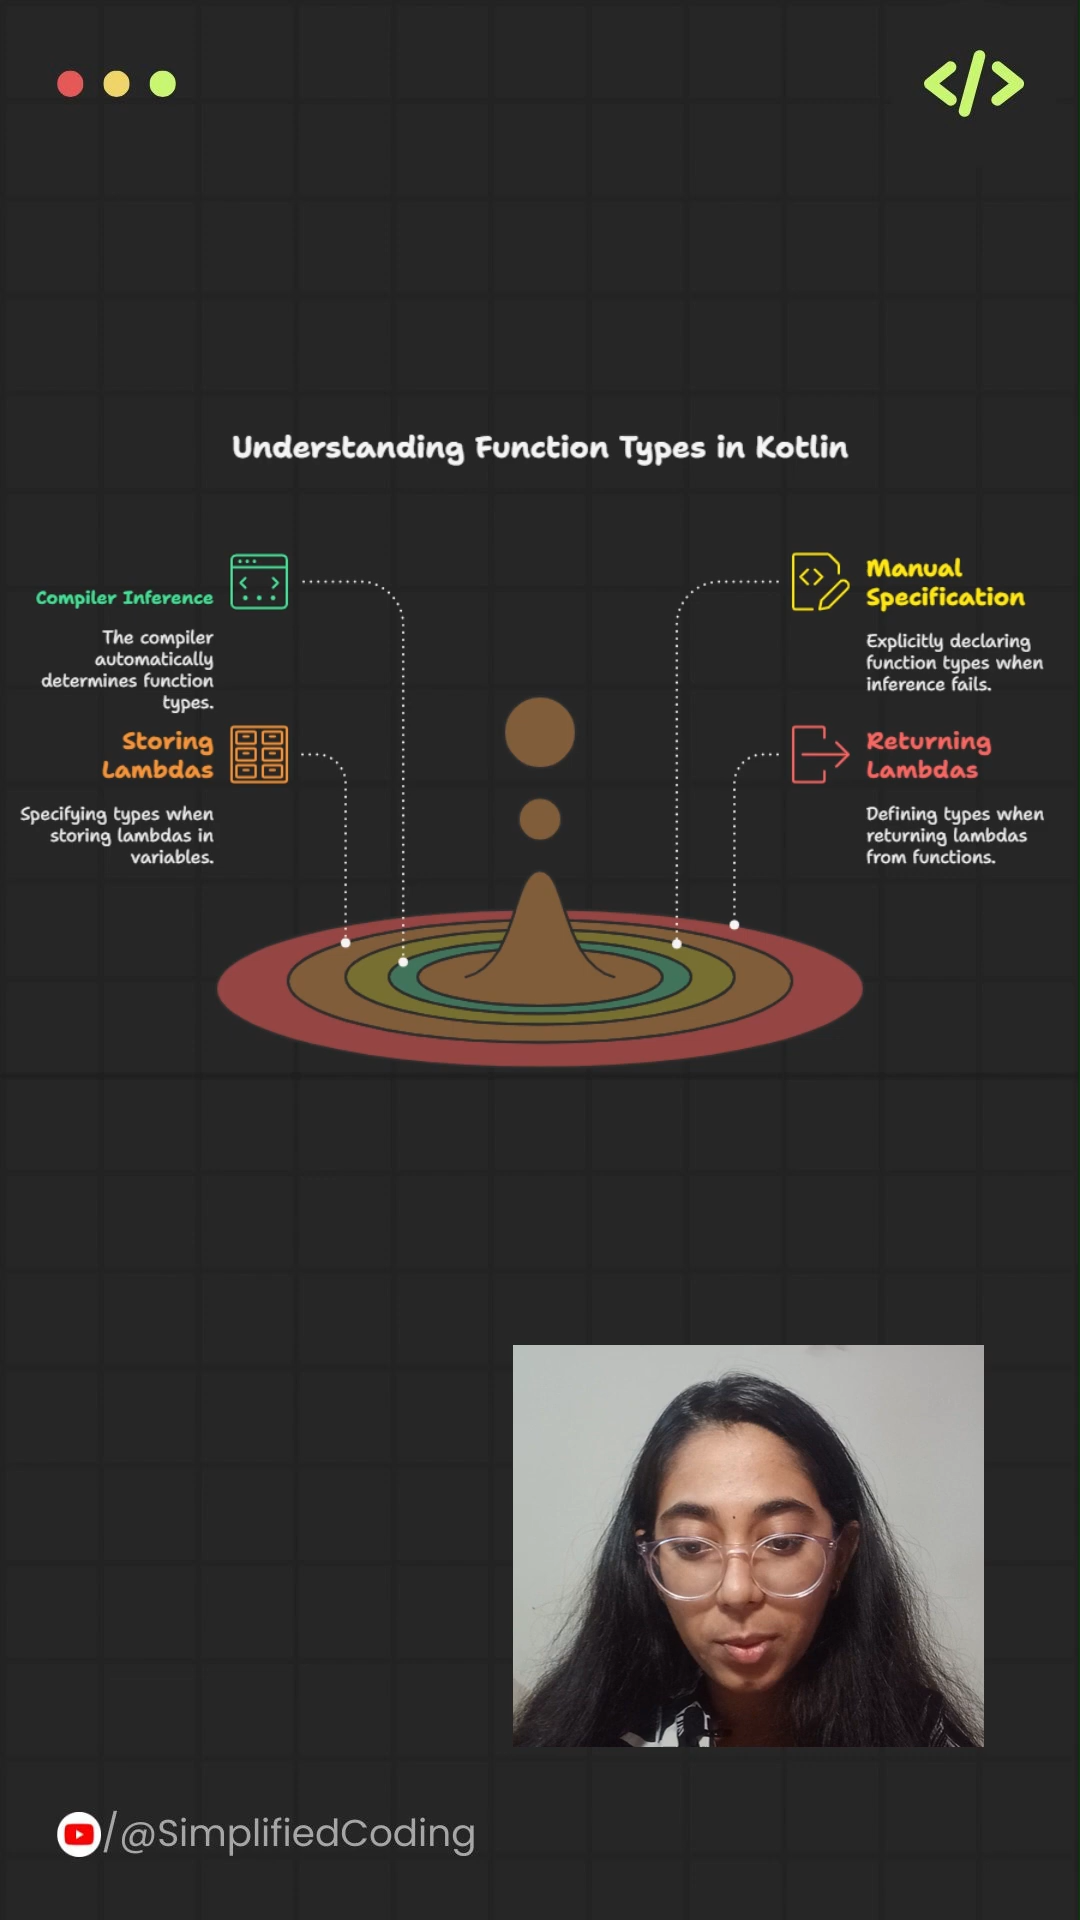 Understanding Function Types in Kotlin
Compiler Inference
The compiler
automatically
determines function
types.
Storing
Lambdas
Specifying types when
storing lambdas in
variables.
Manual
Specification
Explicitly declaring
function types when
inference fails.
Returning
Lambdas
Defining types when
returning lambdas
from functions.
/@SimplifiedCoding